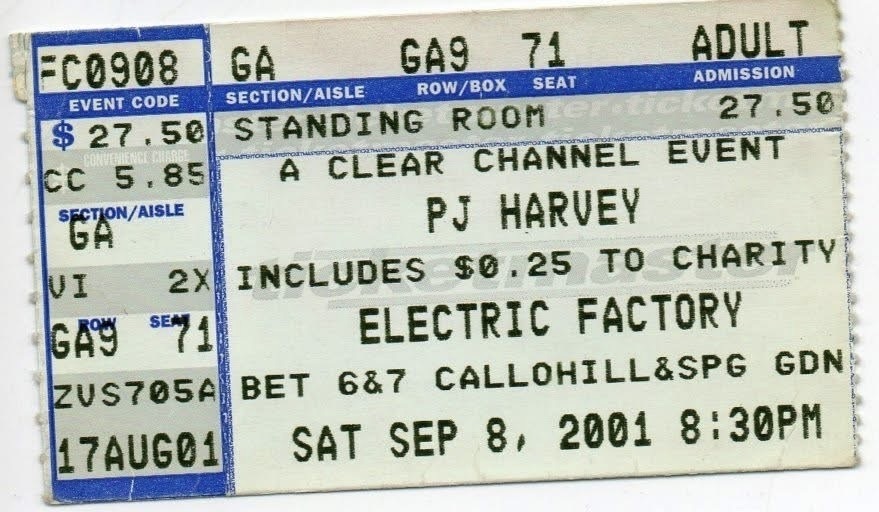 FC0908
EVENT CODE
$ 27.50
CONVENIENCE CHARGE
CC 5.85
SECTION/AISLE
GA
VI 2X
ROW SEAT
GA9 71
ZVS705A
17AUG01
GA GA9 71 ADULT
SECTION/AISLE ROW/BOX SEAT ADMISSION
STANDING ROOM 27.50
A CLEAR CHANNEL EVENT
PJ HARVEY
INCLUDES $0.25 TO CHARITY
ticketmaster
ELECTRIC FACTORY
BET 6&7 CALLOHILL&SPG GDN
SAT SEP 8, 2001 8:30PM